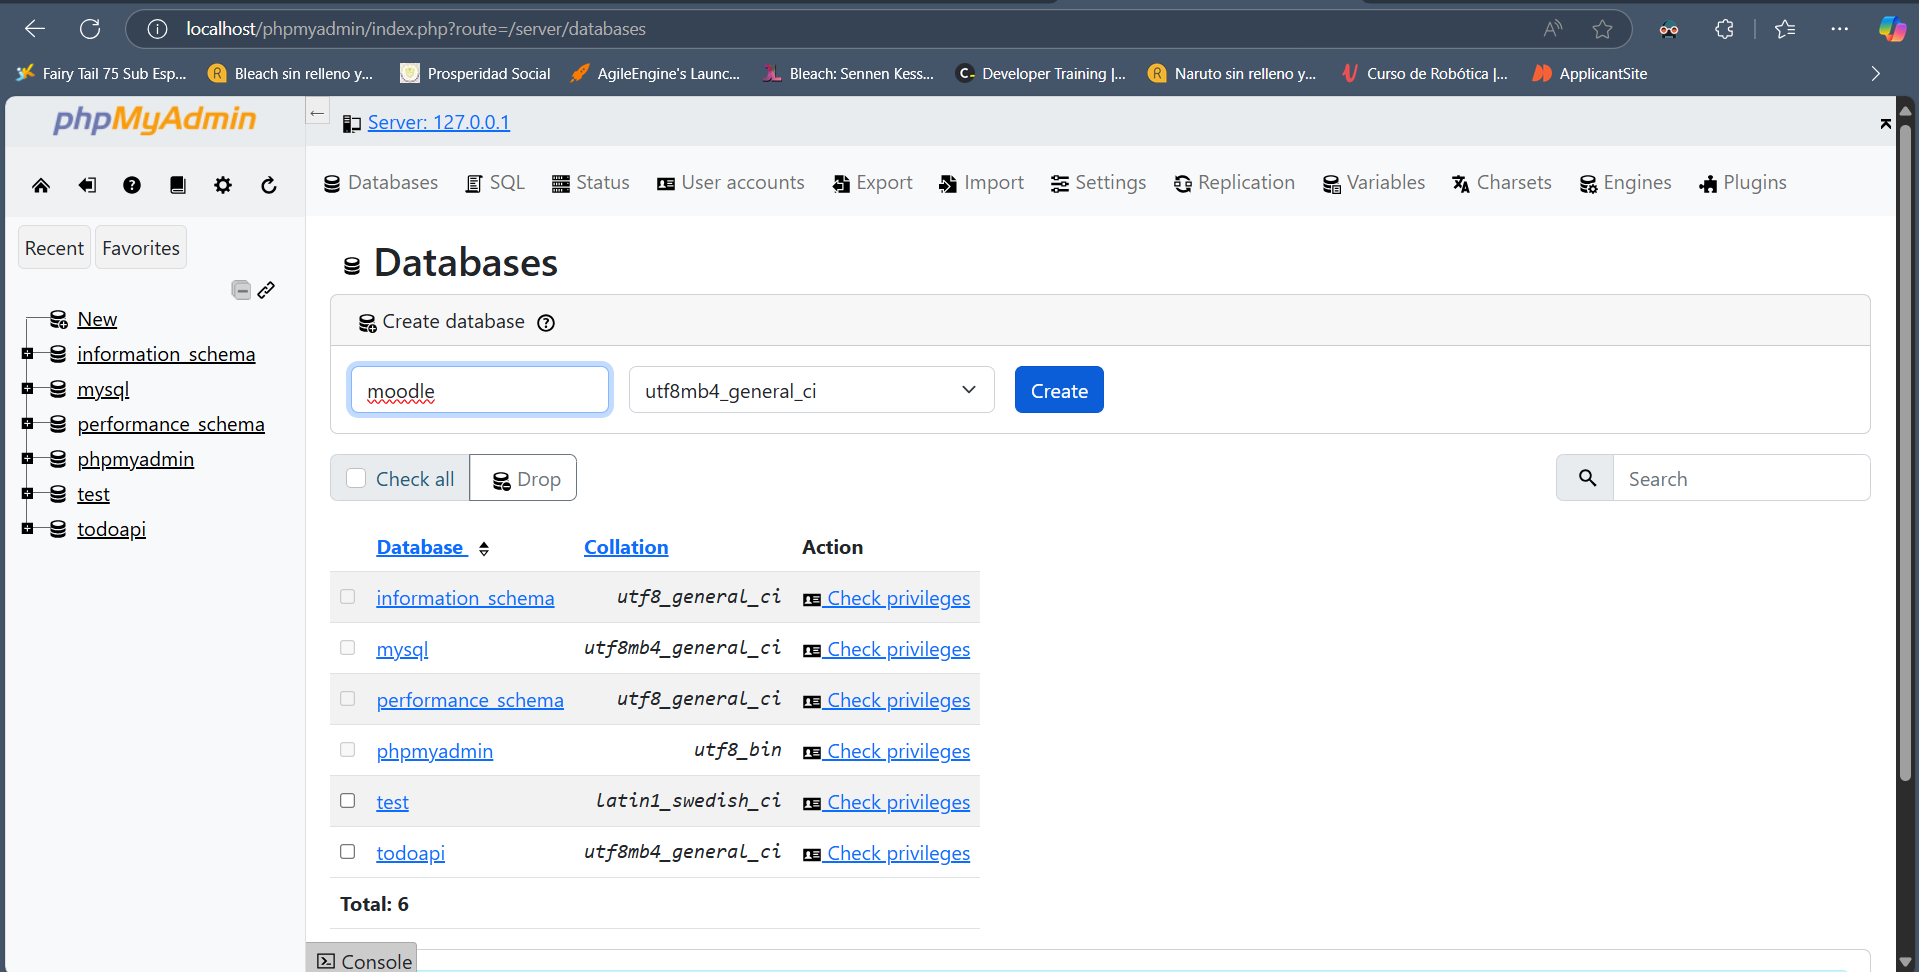 localhost/phpmyadmin/index.php?route=/server/databases
Fairy Tail 75 Sub Esp... Bleach sin relleno y... Prosperidad Social AgileEngine's Launc... Bleach: Sennen Kess... Developer Training |... Naruto sin relleno y... Curso de Robótica |... ApplicantSite
phpMyAdmin
Recent Favorites
New
information_schema
mysql
performance_schema
phpmyadmin
test
todoapi
Server: 127.0.0.1
Databases SQL Status User accounts Export Import Settings Replication Variables Charsets Engines Plugins
Databases
Create database
moodle utf8mb4_general_ci Create
Check all Drop Search
Database Collation Action
information_schema utf8_general_ci Check privileges
mysql utf8mb4_general_ci Check privileges
performance_schema utf8_general_ci Check privileges
phpmyadmin utf8_bin Check privileges
test latin1_swedish_ci Check privileges
todoapi utf8mb4_general_ci Check privileges
Total: 6
Console